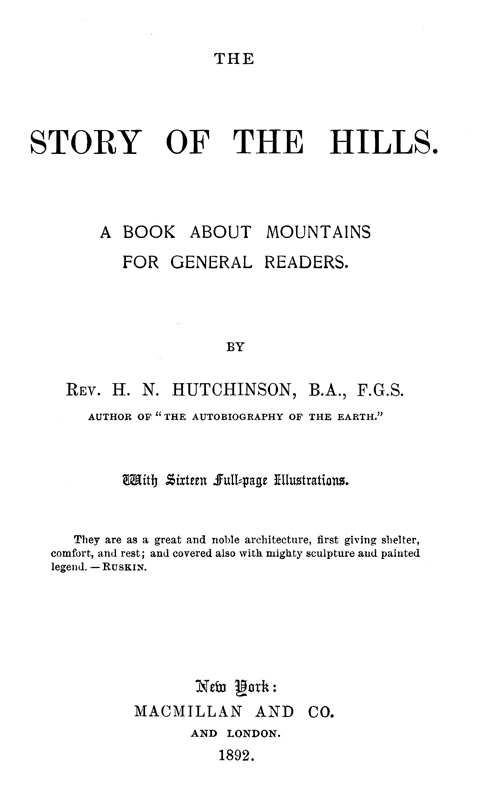 THE
STORY OF THE HILLS.
A BOOK ABOUT MOUNTAINS
FOR GENERAL READERS.
BY
REV. H. N. HUTCHINSON, B.A., F.G.S.
AUTHOR OF "THE AUTOBIOGRAPHY OF THE EARTH."
With Sixteen Full-page Illustrations.
They are as a great and noble architecture, first giving shelter,
comfort, and rest; and covered also with mighty sculpture and painted
legend. — RUSKIN.
New York:
MACMILLAN AND CO.
AND LONDON.
1892.